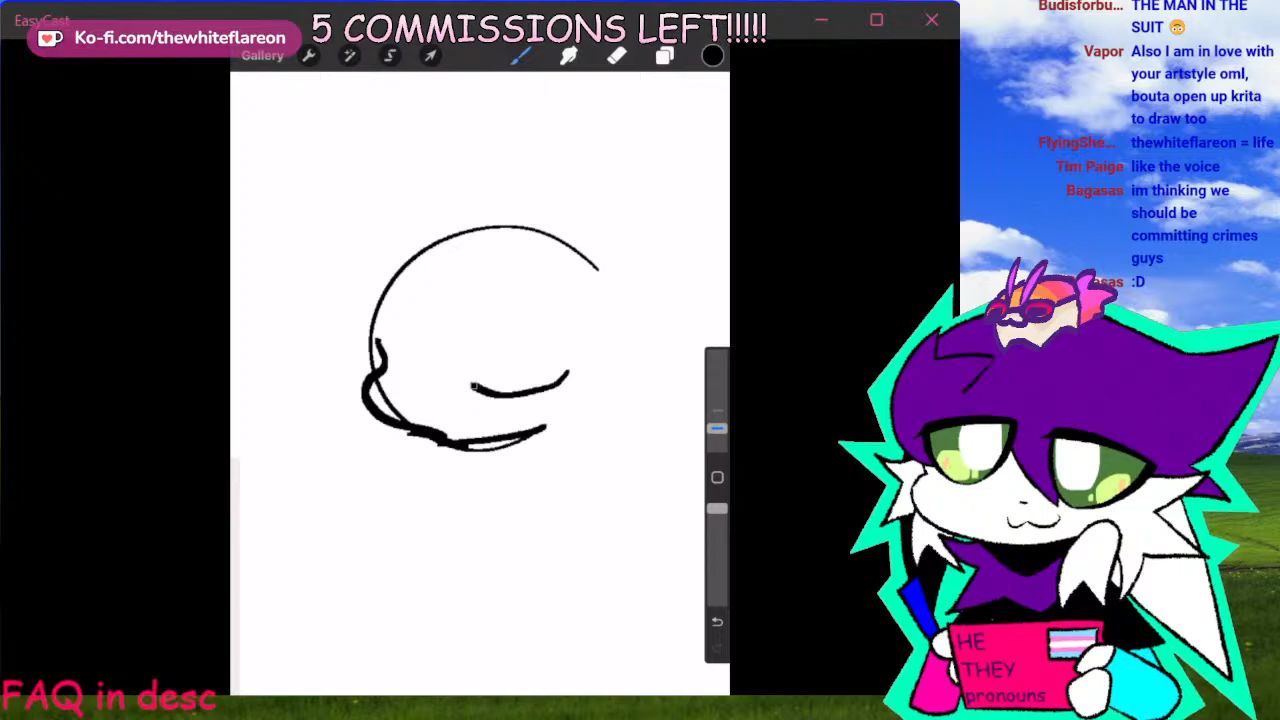 EasyCast
Ko-fi.com/thewhiteflareon
5 COMMISSIONS LEFT!!!!!
Gallery
Budisforbu... THE MAN IN THE
SUIT 🙃
Vapor Also I am in love with
your artstyle oml,
bouta open up krita
to draw too
FlyingShe... thewhiteflareon = life
Tim Paige like the voice
Bagasas im thinking we
should be
committing crimes
guys
:D
HE
THEY
pronouns
FAQ in desc